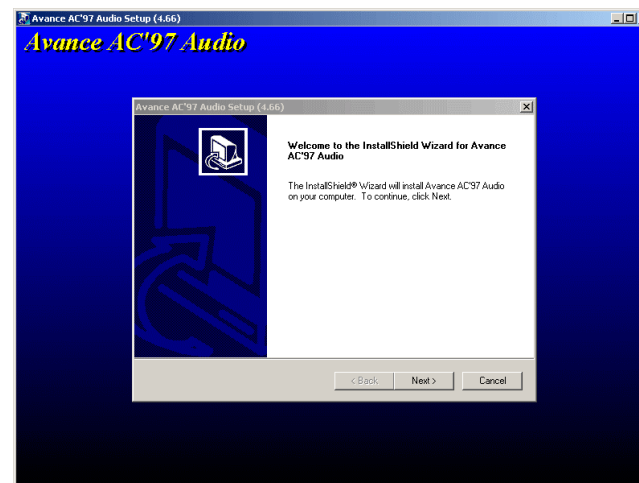 Avance AC'97 Audio Setup (4.66)
Avance AC'97 Audio
Avance AC'97 Audio Setup (4.66)
Welcome to the InstallShield Wizard for Avance
AC'97 Audio
The InstallShield® Wizard will install Avance AC'97 Audio
on your computer. To continue, click Next.
< Back
Next >
Cancel